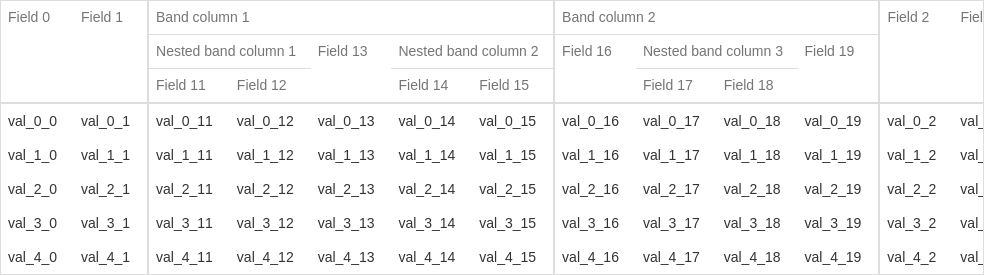 Field 0 Field 1 Band column 1 Band column 2 Field 2 Fiel
Nested band column 1 Field 13 Nested band column 2 Field 16 Nested band column 3 Field 19
Field 11 Field 12 Field 14 Field 15 Field 17 Field 18
val_0_0 val_0_1 val_0_11 val_0_12 val_0_13 val_0_14 val_0_15 val_0_16 val_0_17 val_0_18 val_0_19 val_0_2 val_
val_1_0 val_1_1 val_1_11 val_1_12 val_1_13 val_1_14 val_1_15 val_1_16 val_1_17 val_1_18 val_1_19 val_1_2 val_
val_2_0 val_2_1 val_2_11 val_2_12 val_2_13 val_2_14 val_2_15 val_2_16 val_2_17 val_2_18 val_2_19 val_2_2 val_
val_3_0 val_3_1 val_3_11 val_3_12 val_3_13 val_3_14 val_3_15 val_3_16 val_3_17 val_3_18 val_3_19 val_3_2 val_
val_4_0 val_4_1 val_4_11 val_4_12 val_4_13 val_4_14 val_4_15 val_4_16 val_4_17 val_4_18 val_4_19 val_4_2 val_